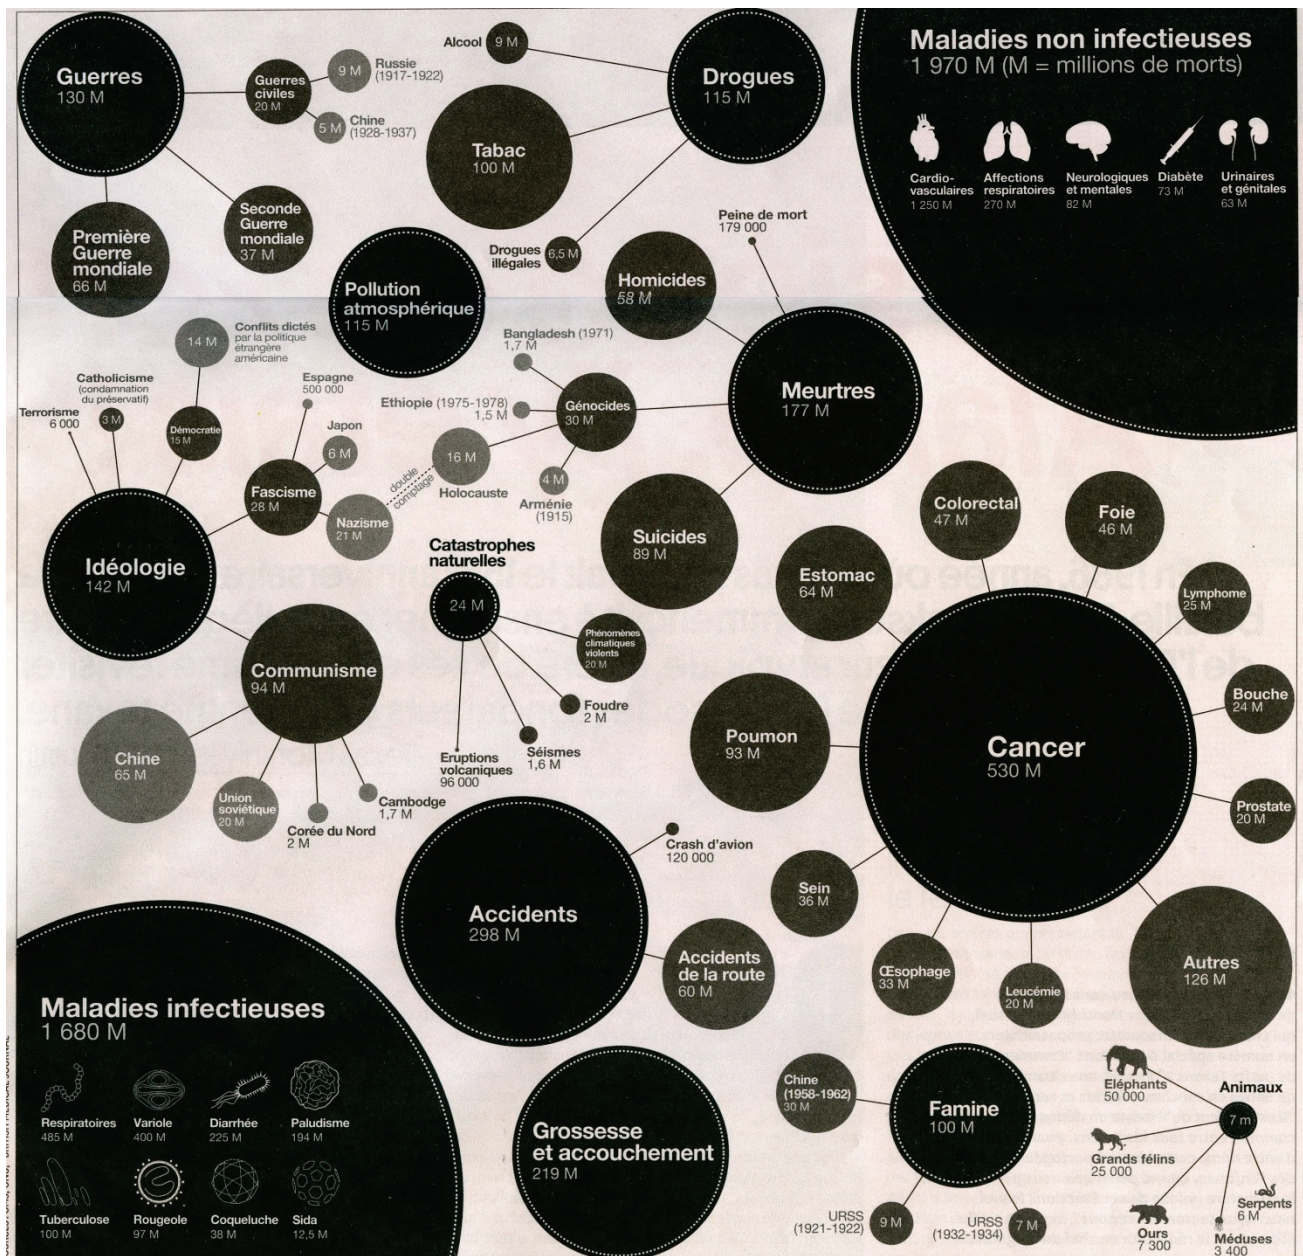 Guerres
130 M
Guerres
civiles
20 M
9 M
Russie
(1917-1922)
5 M
Chine
(1928-1937)
Première
Guerre
mondiale
66 M
Seconde
Guerre
mondiale
37 M
Alcool
9 M
Drogues
115 M
Tabac
100 M
Drogues
illégales
6,5 M
Maladies non infectieuses
1 970 M (M = millions de morts)
Cardio-
vasculaires
1 250 M
Affections
respiratoires
270 M
Neurologiques
et mentales
82 M
Diabète
73 M
Urinaires
et génitales
63 M
Pollution
atmosphérique
115 M
Peine de mort
179 000
Homicides
58 M
Meurtres
177 M
Bangladesh (1971)
1,7 M
Ethiopie (1975-1978)
1,5 M
Génocides
30 M
16 M
Holocauste
4 M
Arménie
(1915)
double
comptage
Suicides
89 M
14 M
Conflits dictés
par la politique
étrangère
américaine
Catholicisme
(condamnation
du préservatif)
3 M
Terrorisme
6 000
Démocratie
15 M
Espagne
500 000
Japon
6 M
Fascisme
28 M
Nazisme
21 M
Idéologie
142 M
Communisme
94 M
Chine
65 M
Union
soviétique
20 M
Corée du Nord
2 M
Cambodge
1,7 M
Catastrophes
naturelles
24 M
Phénomènes
climatiques
violents
20 M
Foudre
2 M
Séismes
1,6 M
Eruptions
volcaniques
96 000
Colorectal
47 M
Foie
46 M
Estomac
64 M
Lymphome
25 M
Bouche
24 M
Poumon
93 M
Cancer
530 M
Prostate
20 M
Sein
36 M
Œsophage
33 M
Leucémie
20 M
Autres
126 M
Accidents
298 M
Crash d'avion
120 000
Accidents
de la route
60 M
Maladies infectieuses
1 680 M
Respiratoires
485 M
Variole
400 M
Diarrhée
225 M
Paludisme
194 M
Tuberculose
100 M
Rougeole
97 M
Coqueluche
38 M
Sida
12,5 M
Grossesse
et accouchement
219 M
Chine
(1958-1962)
30 M
Famine
100 M
URSS
(1921-1922)
9 M
URSS
(1932-1934)
7 M
Eléphants
50 000
Animaux
7 m
Grands félins
25 000
Serpents
6 M
Ours
7 300
Méduses
3 400